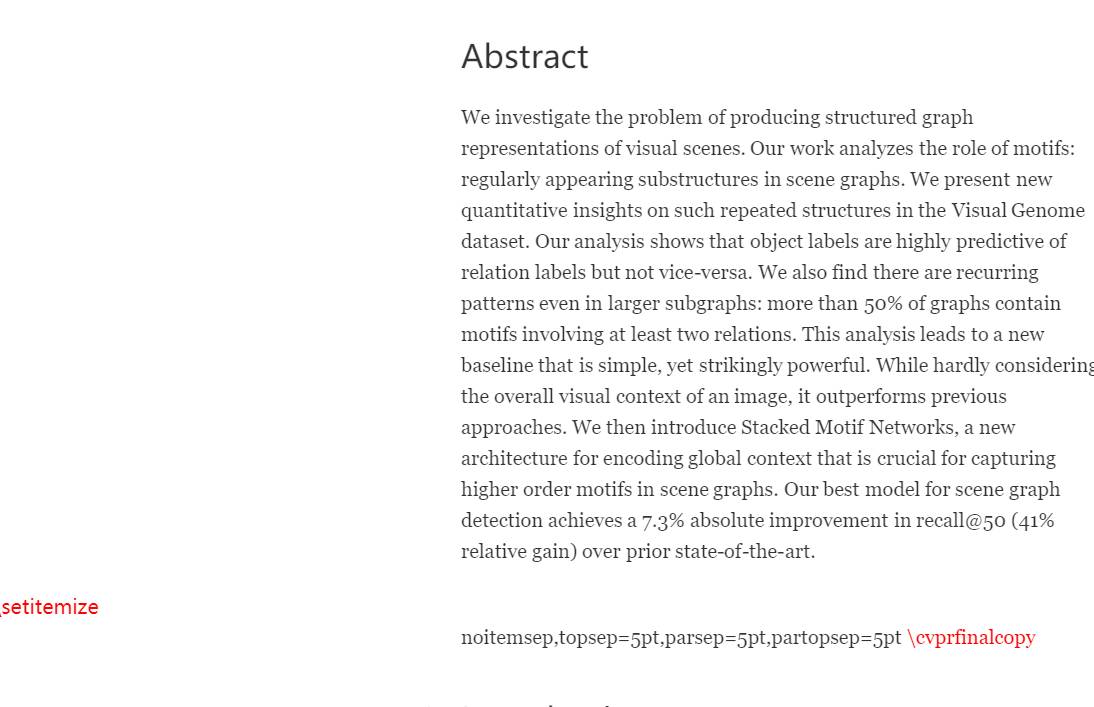 Abstract
We investigate the problem of producing structured graph
representations of visual scenes. Our work analyzes the role of motifs:
regularly appearing substructures in scene graphs. We present new
quantitative insights on such repeated structures in the Visual Genome
dataset. Our analysis shows that object labels are highly predictive of
relation labels but not vice-versa. We also find there are recurring
patterns even in larger subgraphs: more than 50% of graphs contain
motifs involving at least two relations. This analysis leads to a new
baseline that is simple, yet strikingly powerful. While hardly considering
the overall visual context of an image, it outperforms previous
approaches. We then introduce Stacked Motif Networks, a new
architecture for encoding global context that is crucial for capturing
higher order motifs in scene graphs. Our best model for scene graph
detection achieves a 7.3% absolute improvement in recall@50 (41%
relative gain) over prior state-of-the-art.
\setitemize
noitemsep,topsep=5pt,parsep=5pt,partopsep=5pt \cvprfinalcopy